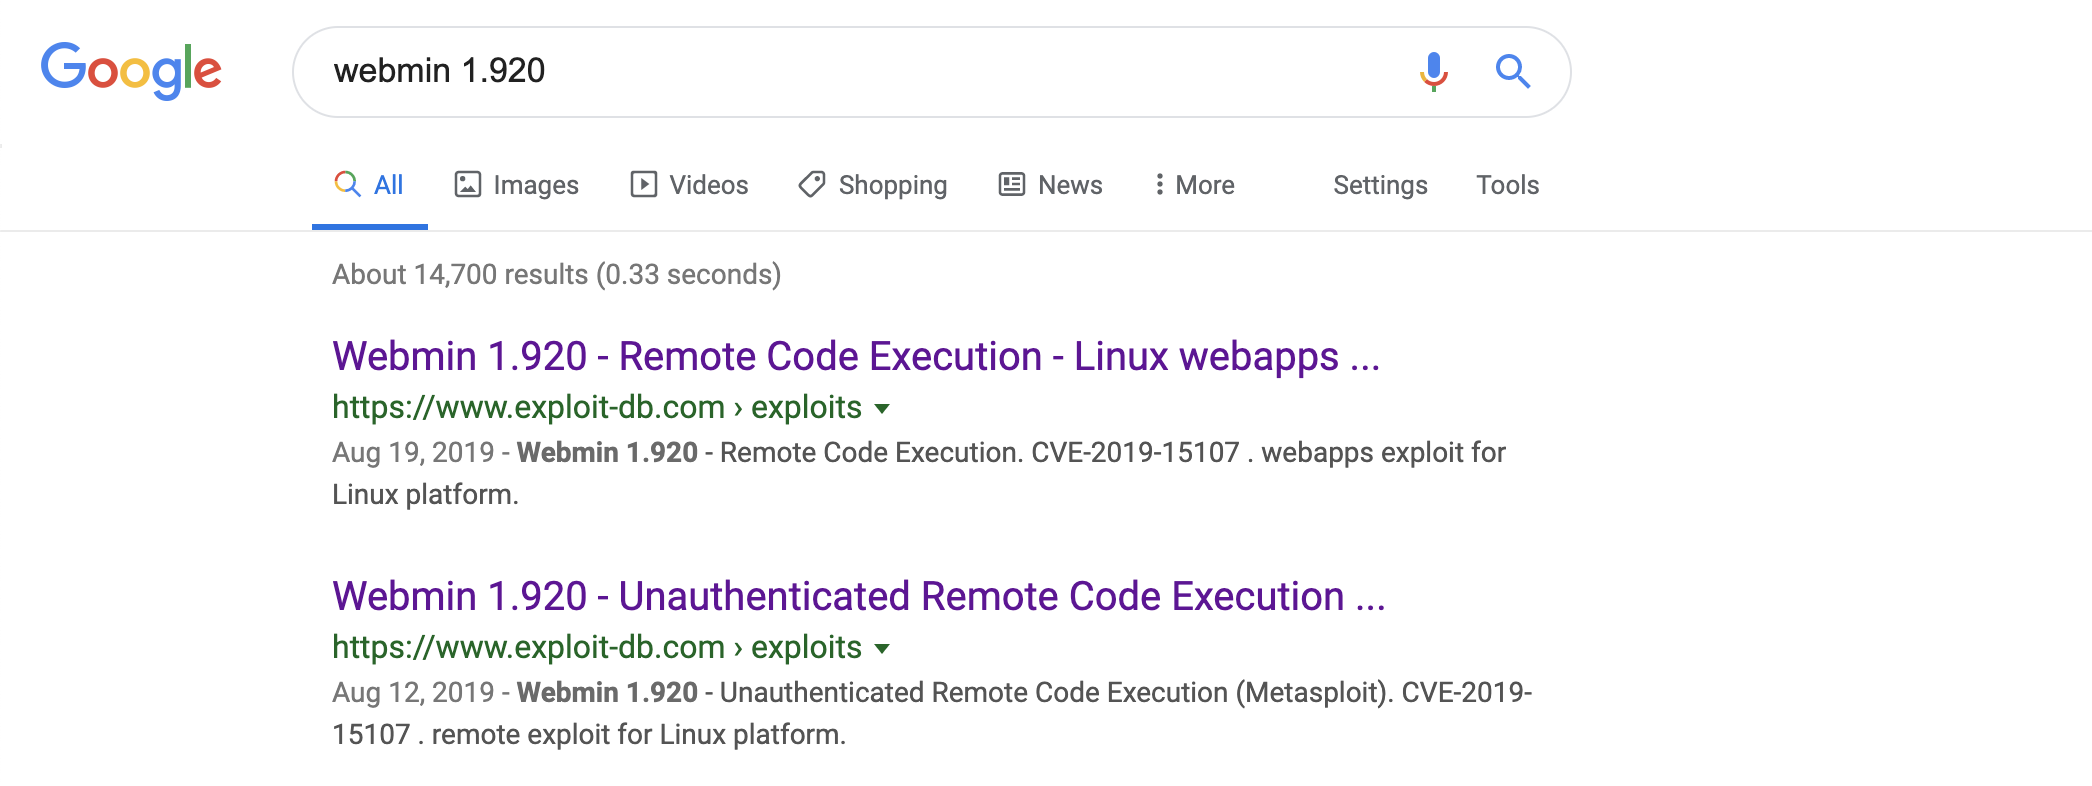 Google
webmin 1.920
All Images Videos Shopping News More Settings Tools
About 14,700 results (0.33 seconds)
Webmin 1.920 - Remote Code Execution - Linux webapps ...
https://www.exploit-db.com › exploits
Aug 19, 2019 - Webmin 1.920 - Remote Code Execution. CVE-2019-15107 . webapps exploit for
Linux platform.
Webmin 1.920 - Unauthenticated Remote Code Execution ...
https://www.exploit-db.com › exploits
Aug 12, 2019 - Webmin 1.920 - Unauthenticated Remote Code Execution (Metasploit). CVE-2019-
15107 . remote exploit for Linux platform.